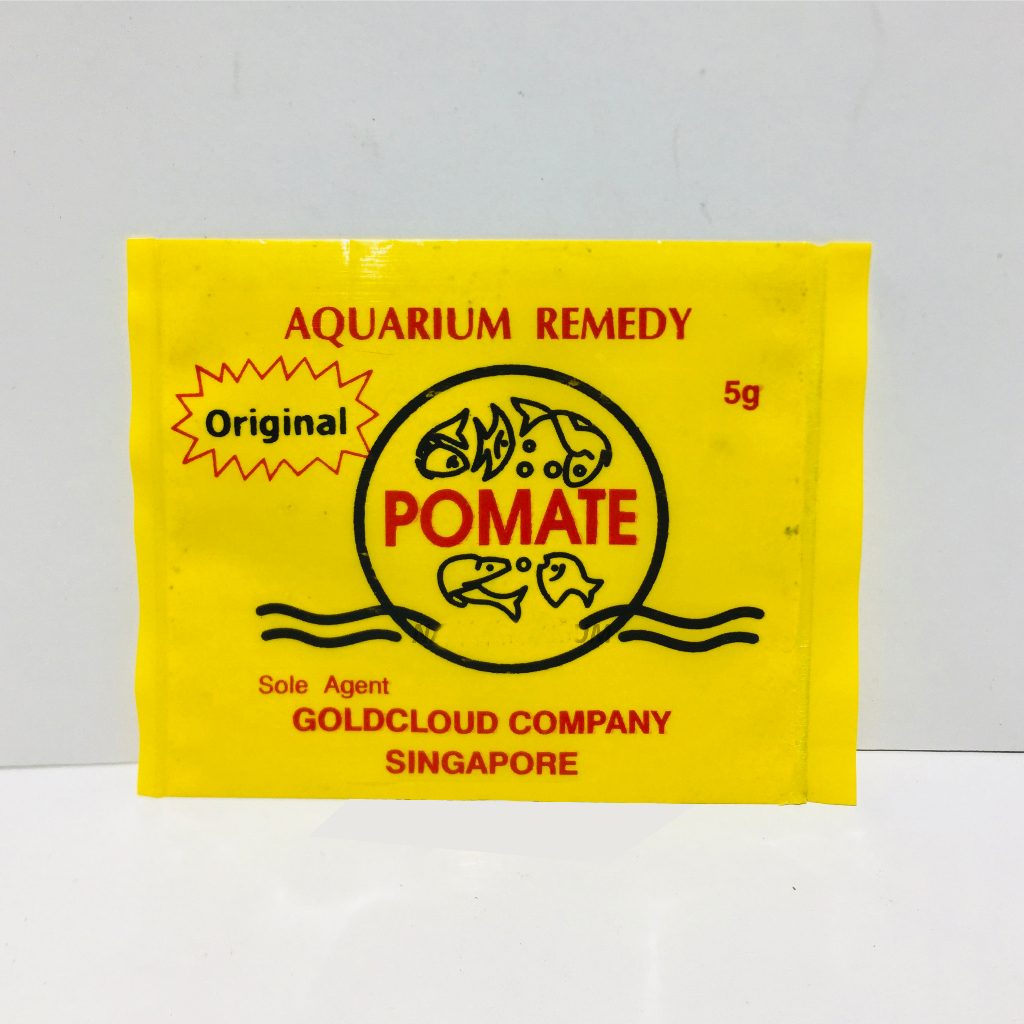 AQUARIUM REMEDY
Original
5g
POMATE
Sole Agent
GOLDCLOUD COMPANY
SINGAPORE